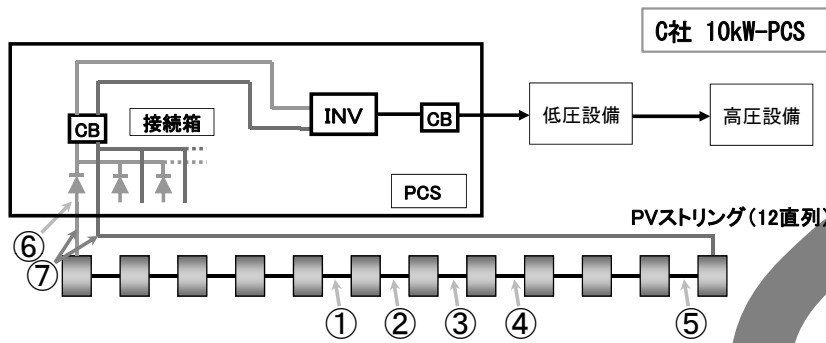 C社 10kW-PCS
CB
接続箱
INV
CB
低圧設備
高圧設備
PCS
PVストリング(12直列)
⑥
⑦
① ② ③ ④ ⑤